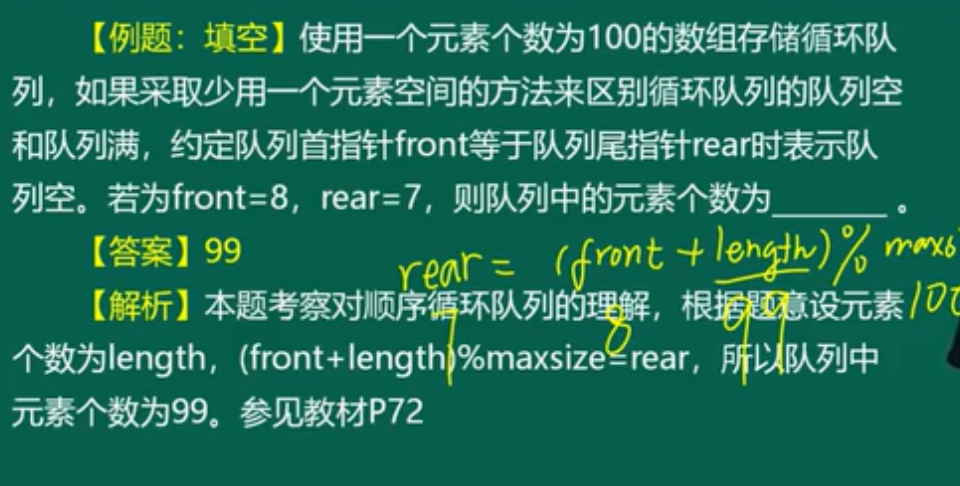 【例题：填空】使用一个元素个数为100的数组存储循环队
列，如果采取少用一个元素空间的方法来区别循环队列的队列空
和队列满，约定队列首指针front等于队列尾指针rear时表示队
列空。若为front=8，rear=7，则队列中的元素个数为______ 。
【答案】99
rear = (front + length)%
7 8 99
【解析】本题考察对顺序循环队列的理解，根据题意设元素
个数为length，(front+length)%maxsize=rear，所以队列中
元素个数为99。参见教材P72